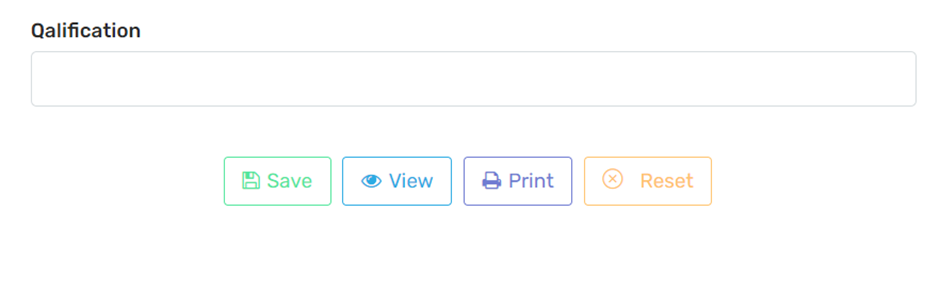 Qalification
Save View Print Reset